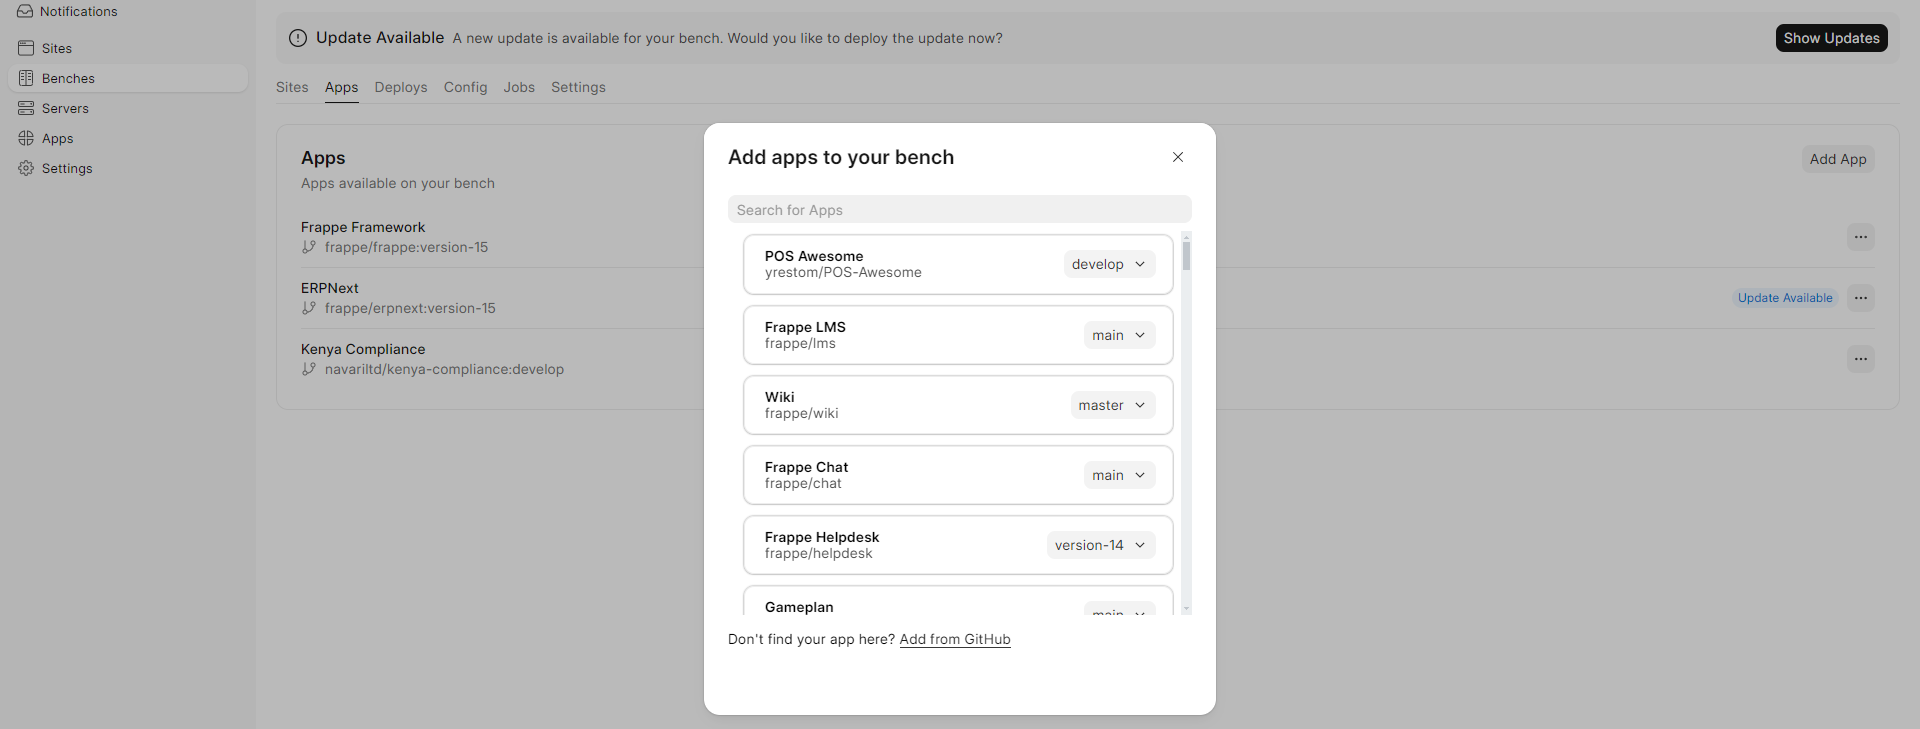 Notifications
Sites
Benches
Servers
Apps
Settings
Update Available A new update is available for your bench. Would you like to deploy the update now?
Show Updates
Sites Apps Deploys Config Jobs Settings
Apps
Apps available on your bench
Add App
Frappe Framework
frappe/frappe:version-15
ERPNext
frappe/erpnext:version-15
Update Available
Kenya Compliance
navariltd/kenya-compliance:develop
Add apps to your bench
Search for Apps
POS Awesome
yrestom/POS-Awesome
develop
Frappe LMS
frappe/lms
main
Wiki
frappe/wiki
master
Frappe Chat
frappe/chat
main
Frappe Helpdesk
frappe/helpdesk
version-14
Gameplan
main
Don't find your app here? Add from GitHub